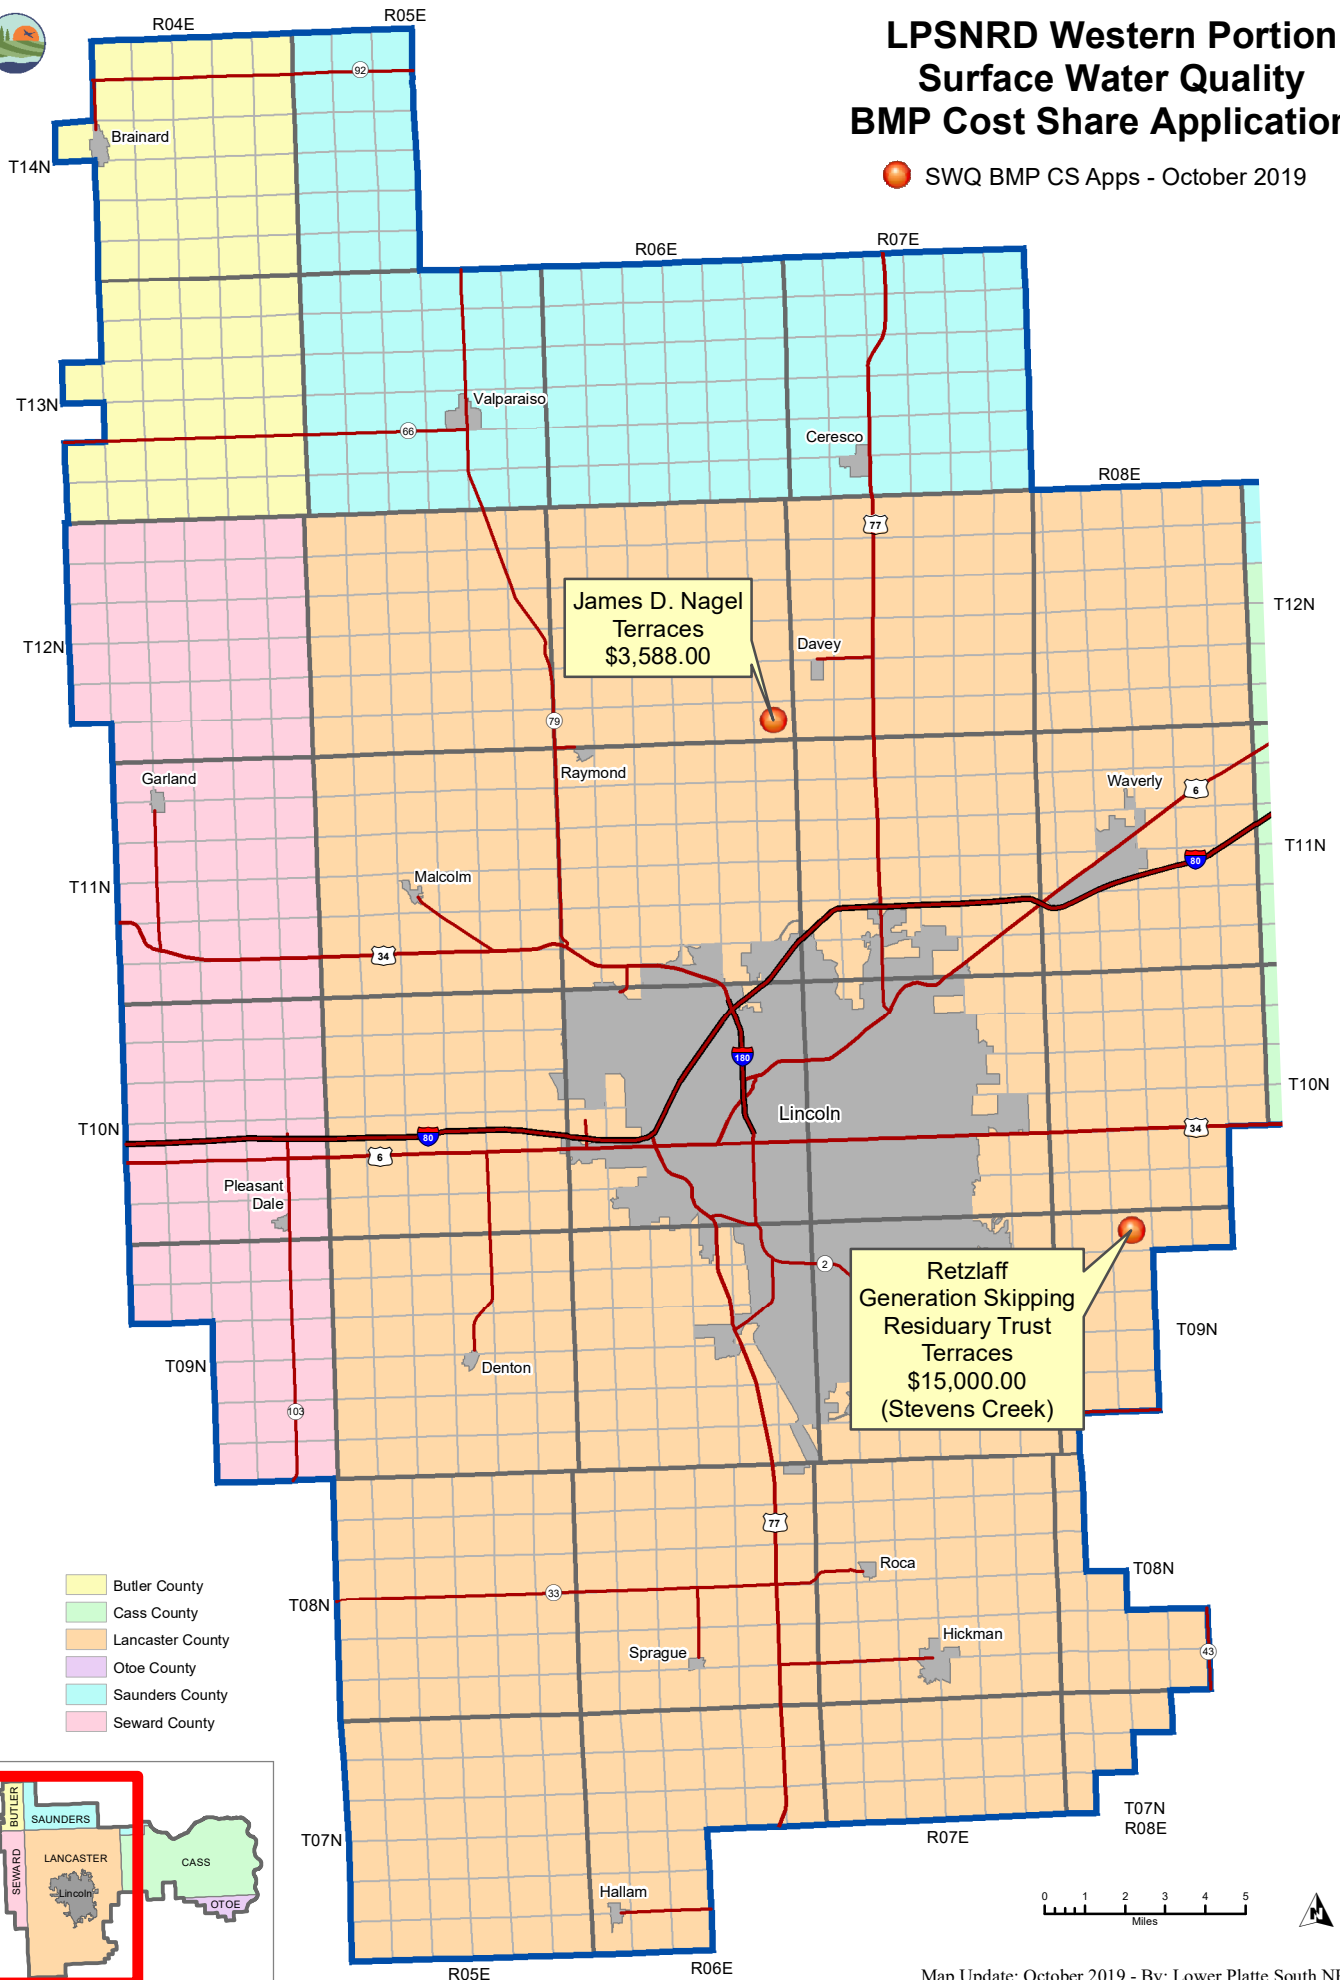 LPSNRD Western Portion
Surface Water Quality
BMP Cost Share Application
SWQ BMP CS Apps - October 2019
R04E
R05E
92
Brainard
T14N
R06E
R07E
T13N
Valparaiso
66
Ceresco
R08E
77
James D. Nagel
Terraces
$3,588.00
T12N
T12N
Davey
79
Raymond
Garland
Waverly
6
80
T11N
T11N
Malcolm
34
180
Lincoln
T10N
T10N
80
6
34
Pleasant
Dale
2
Retzlaff
Generation Skipping
Residuary Trust
Terraces
$15,000.00
(Stevens Creek)
T09N
T09N
Denton
103
77
Roca
T08N
T08N
33
Sprague
Hickman
43
Butler County
Cass County
Lancaster County
Otoe County
Saunders County
Seward County
BUTLER
SAUNDERS
SEWARD
LANCASTER
Lincoln
CASS
OTOE
T07N
T07N
R08E
R07E
Hallam
R05E
R06E
0 1 2 3 4 5
Miles
N
Map Update: October 2019 - By: Lower Platte South